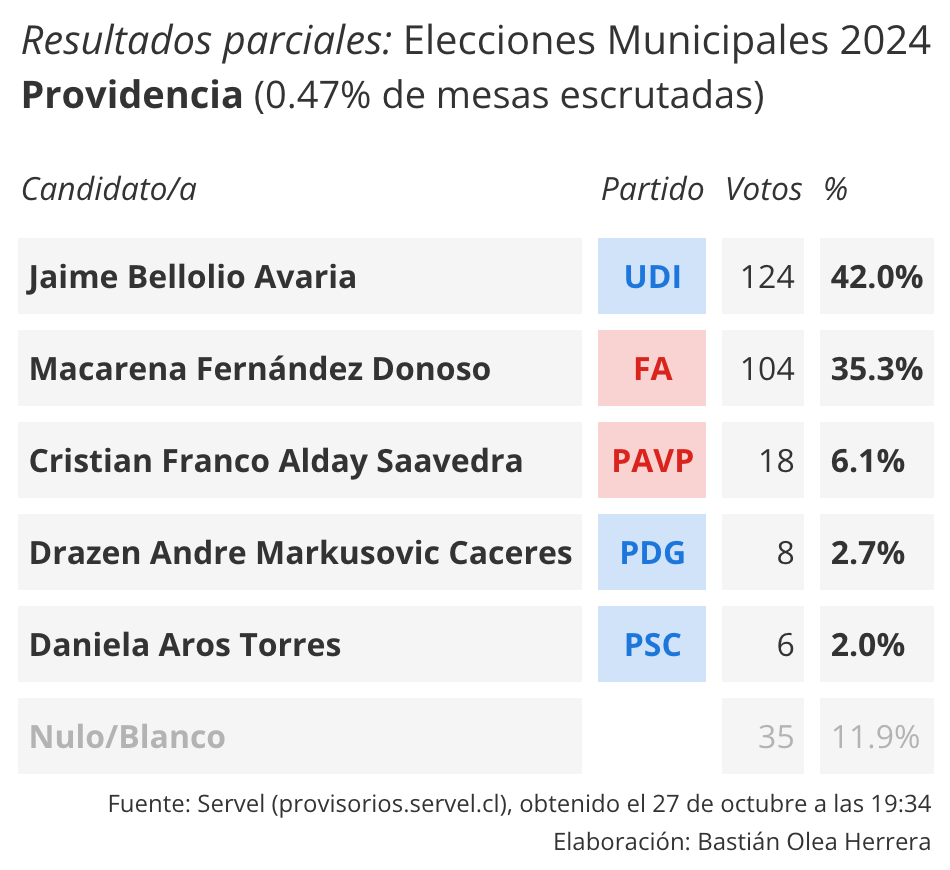 Resultados parciales: Elecciones Municipales 2024
Providencia (0.47% de mesas escrutadas)
Candidato/a Partido Votos %
Jaime Bellolio Avaria UDI 124 42.0%
Macarena Fernández Donoso FA 104 35.3%
Cristian Franco Alday Saavedra PAVP 18 6.1%
Drazen Andre Markusovic Caceres PDG 8 2.7%
Daniela Aros Torres PSC 6 2.0%
Nulo/Blanco 35 11.9%
Fuente: Servel (provisorios.servel.cl), obtenido el 27 de octubre a las 19:34
Elaboración: Bastián Olea Herrera